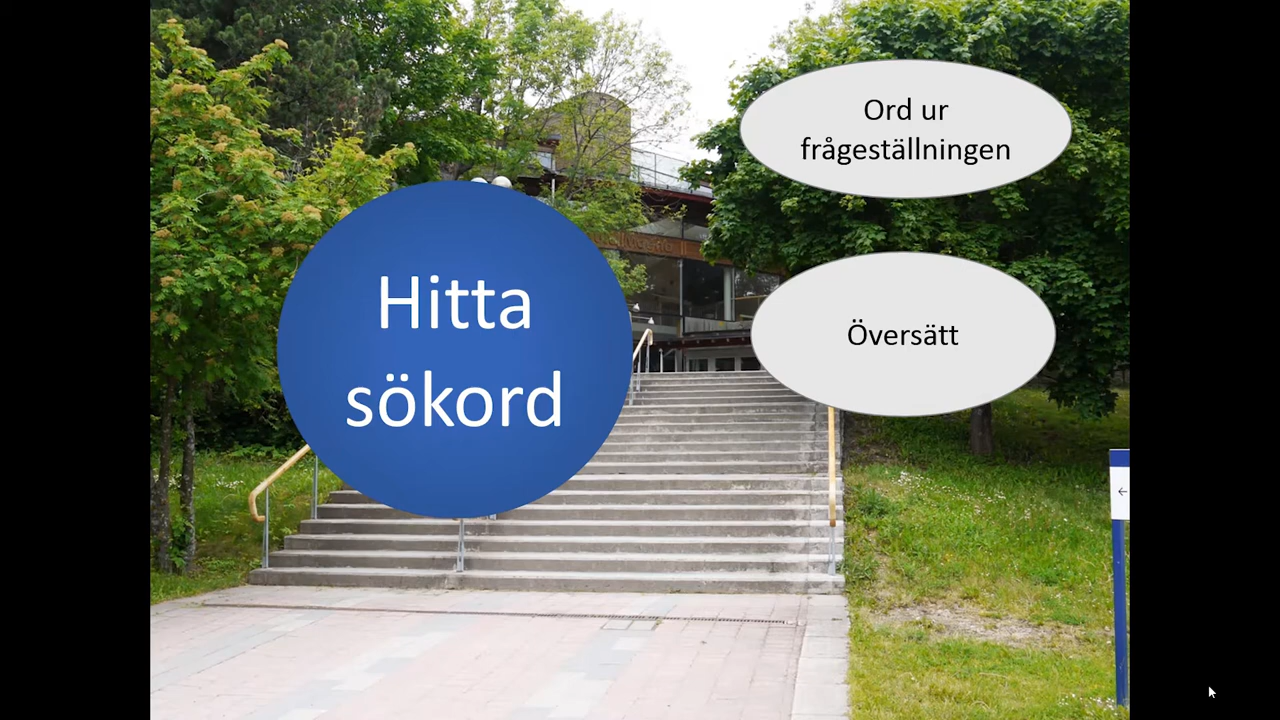 Hitta
sökord
Ord ur
frågeställningen
Översätt